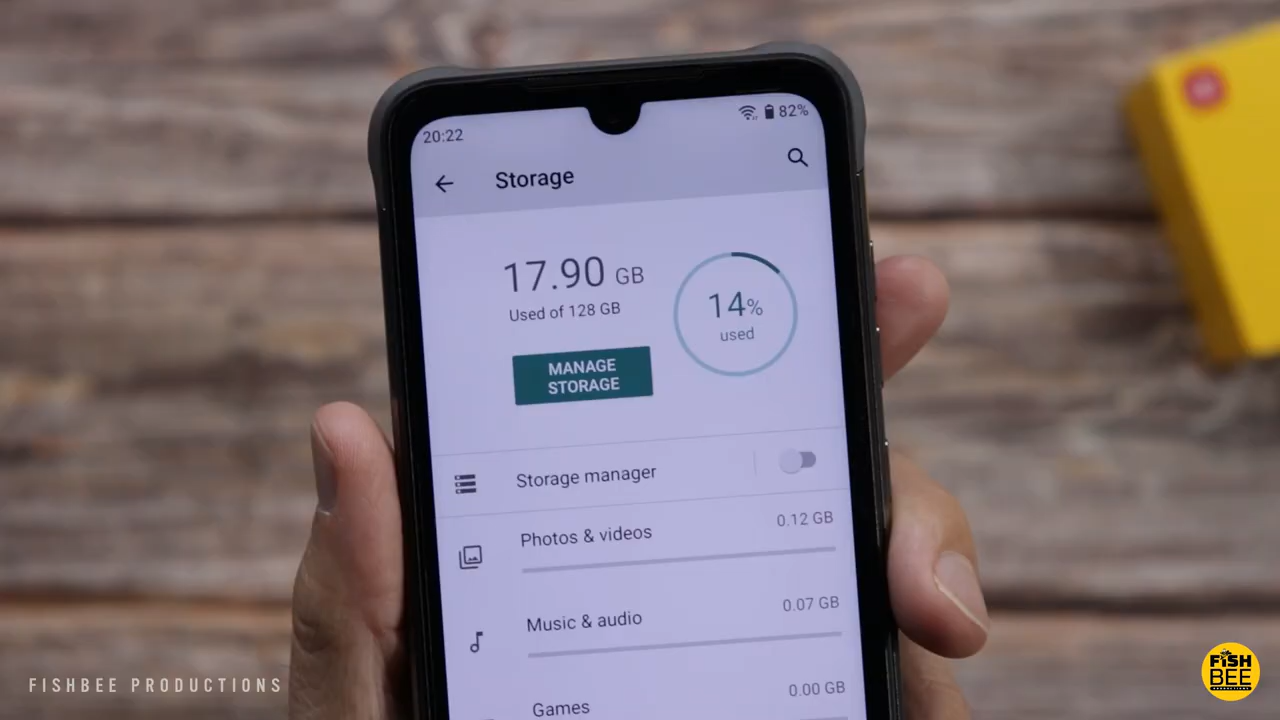 20:22
82%
Storage
17.90 GB
Used of 128 GB
14%
used
MANAGE
STORAGE
Storage manager
Photos & videos
0.12 GB
Music & audio
0.07 GB
Games
0.00 GB
FISHBEE PRODUCTIONS
FiSH
BEE
PRODUCTIONS